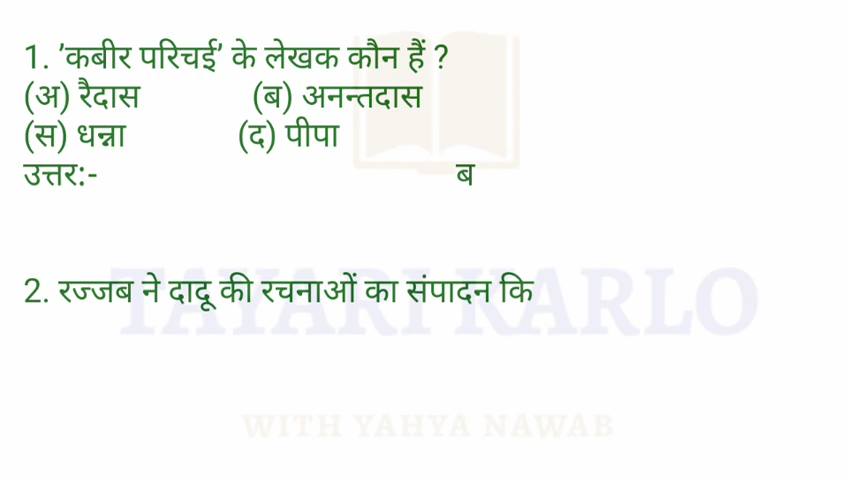 1. ’कबीर परिचई’ के लेखक कौन हैं ?
(अ) रैदास (ब) अनन्तदास
(स) धन्ना (द) पीपा
उत्तर:- ब
2. रज्जब ने दादू की रचनाओं का संपादन कि
TAYARI KARLO
WITH YAHYA NAWAB